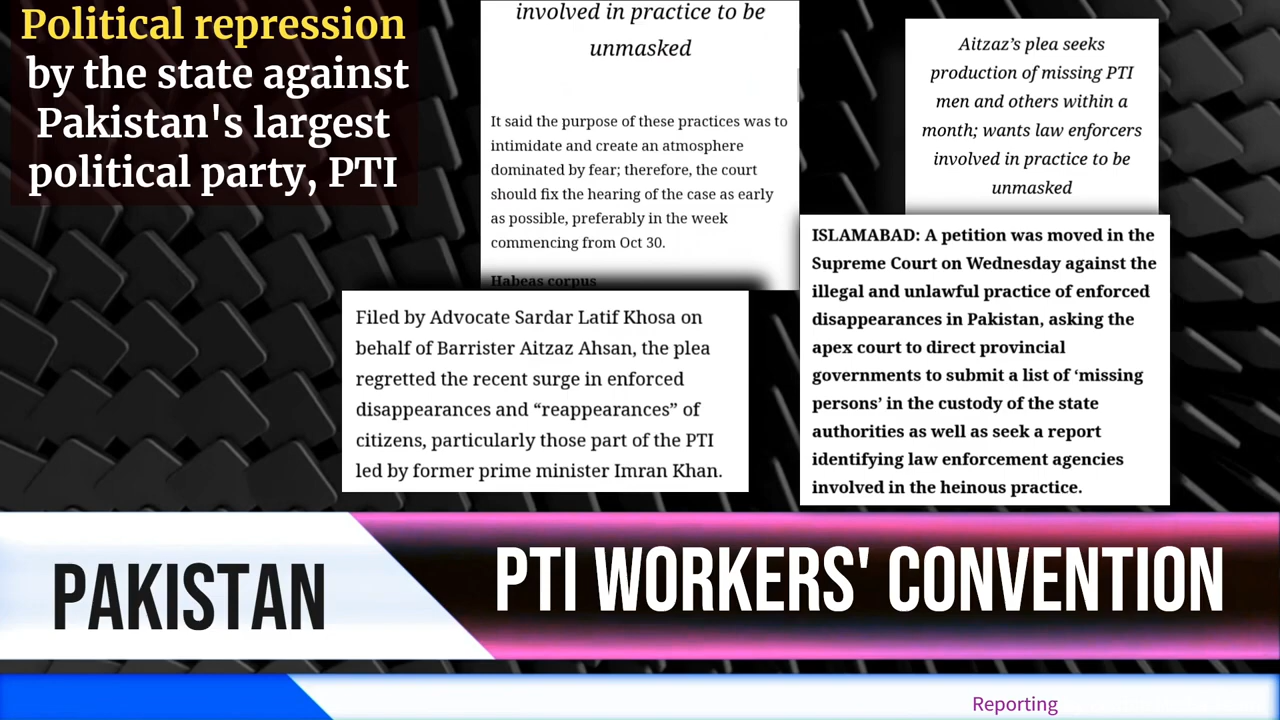 Political repression
by the state against
Pakistan's largest
political party, PTI
involved in practice to be
unmasked
It said the purpose of these practices was to
intimidate and create an atmosphere
dominated by fear; therefore, the court
should fix the hearing of the case as early
as possible, preferably in the week
commencing from Oct 30.
Habeas corpus
Aitzaz’s plea seeks
production of missing PTI
men and others within a
month; wants law enforcers
involved in practice to be
unmasked
Filed by Advocate Sardar Latif Khosa on
behalf of Barrister Aitzaz Ahsan, the plea
regretted the recent surge in enforced
disappearances and “reappearances” of
citizens, particularly those part of the PTI
led by former prime minister Imran Khan.
ISLAMABAD: A petition was moved in the
Supreme Court on Wednesday against the
illegal and unlawful practice of enforced
disappearances in Pakistan, asking the
apex court to direct provincial
governments to submit a list of ‘missing
persons’ in the custody of the state
authorities as well as seek a report
identifying law enforcement agencies
involved in the heinous practice.
PAKISTAN
PTI WORKERS' CONVENTION
Reporting